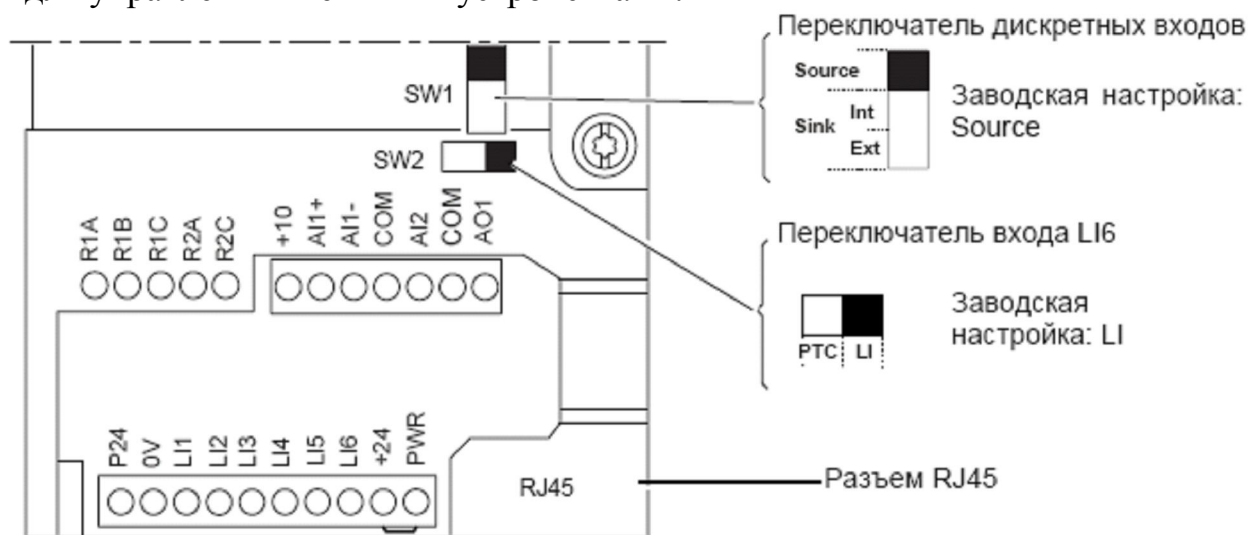 Переключатель дискретных входов
Source
Sink
Int
Ext
Заводская настройка:
Source
SW1
SW2
Переключатель входа LI6
Заводская
настройка: LI
PTC
LI
R1A
R1B
R1C
R2A
R2C
+10
AI1+
AI1-
COM
AI2
COM
AO1
P24
0V
LI1
LI2
LI3
LI4
LI5
LI6
+24
PWR
RJ45
Разъем RJ45